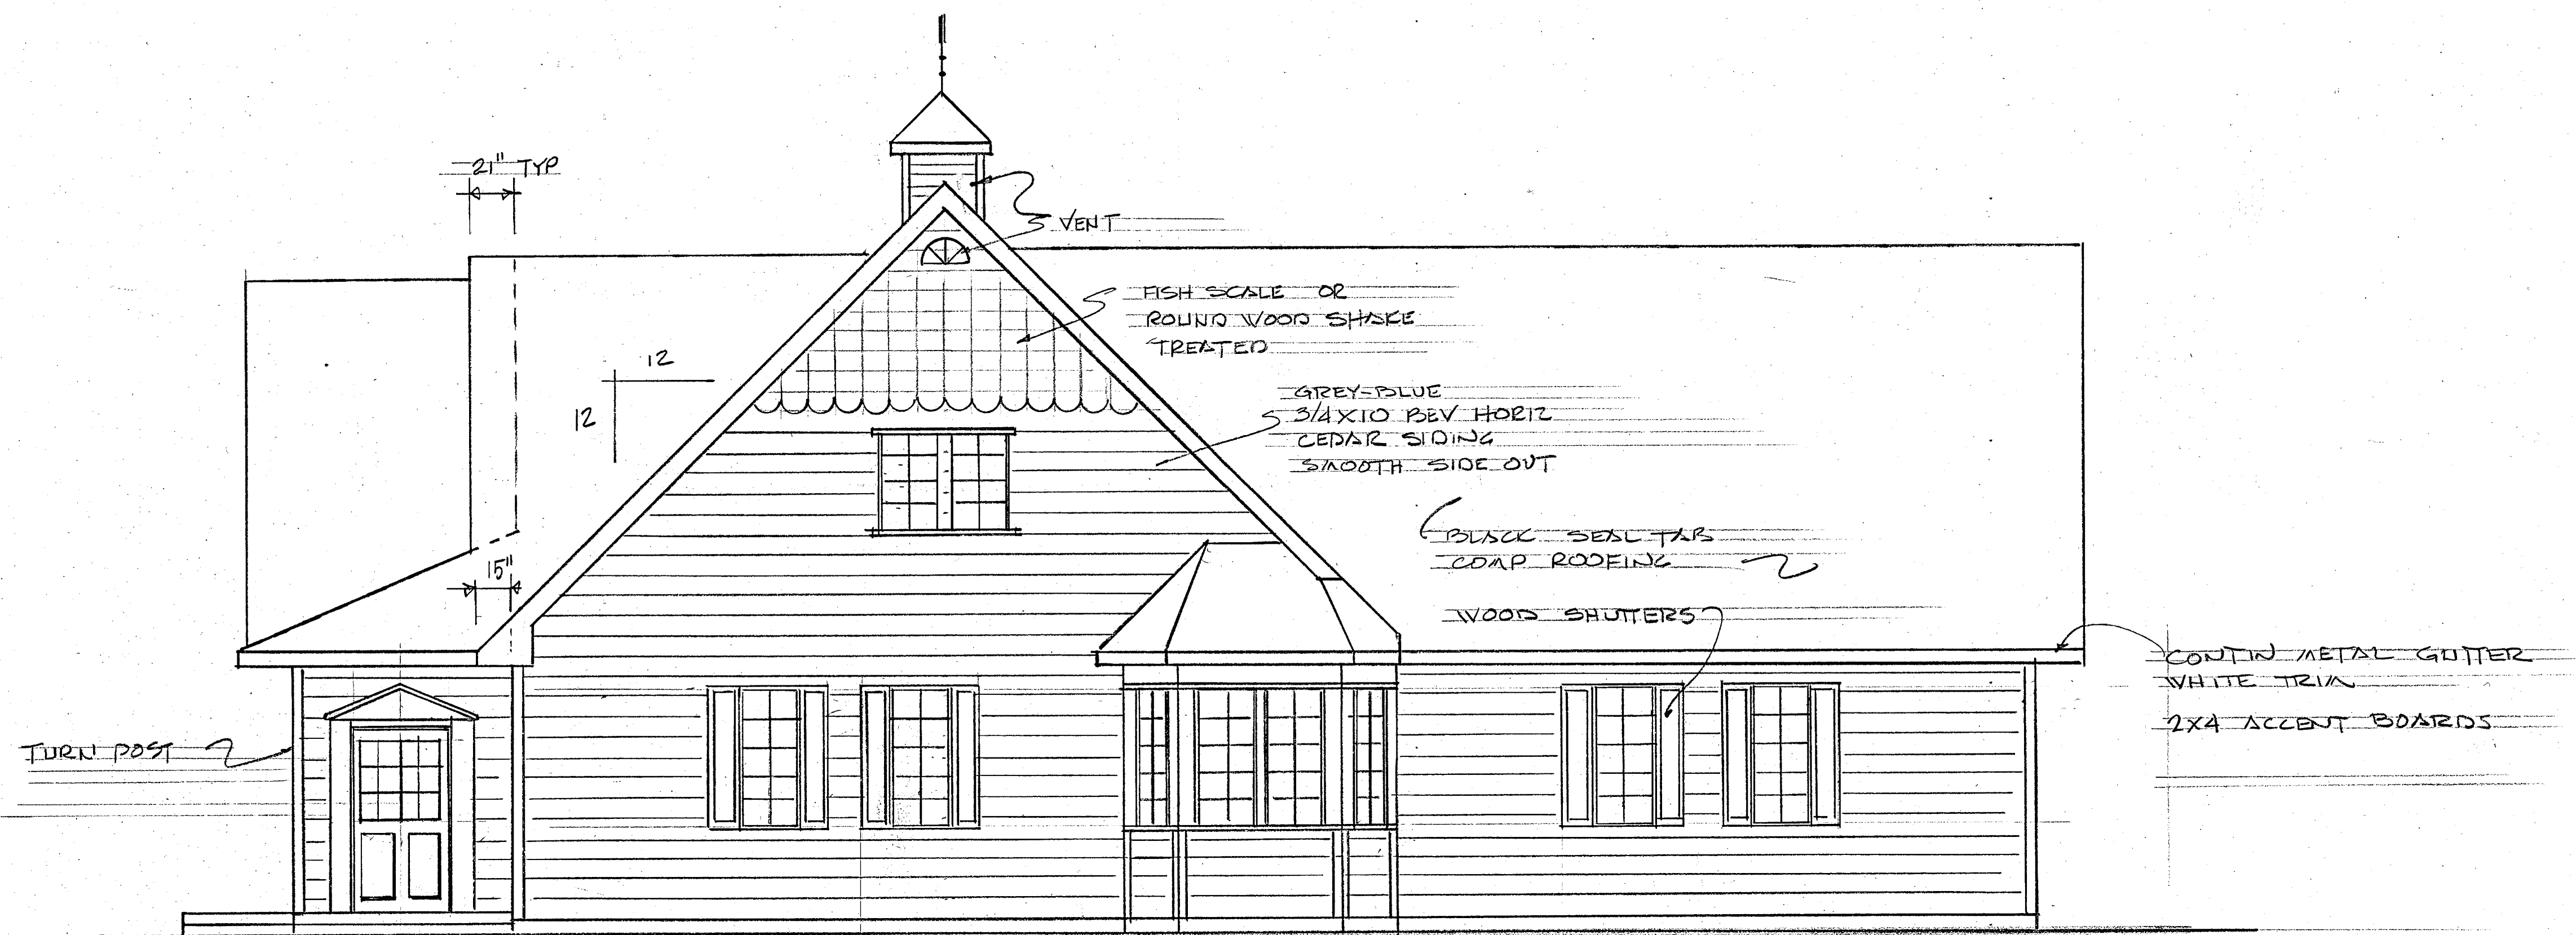 21" TYP
VENT
FISH SCALE OR
ROUND WOOD SHAKE
TREATED
12
12
GREY-BLUE
3/4X10 BEV HORIZ
CEDAR SIDING
SMOOTH SIDE OUT
BLACK SEAL TAB
COMP ROOFING
15"
WOOD SHUTTERS
CONTIN METAL GUTTER
WHITE TRIM
2X4 ACCENT BOARDS
TURN POST